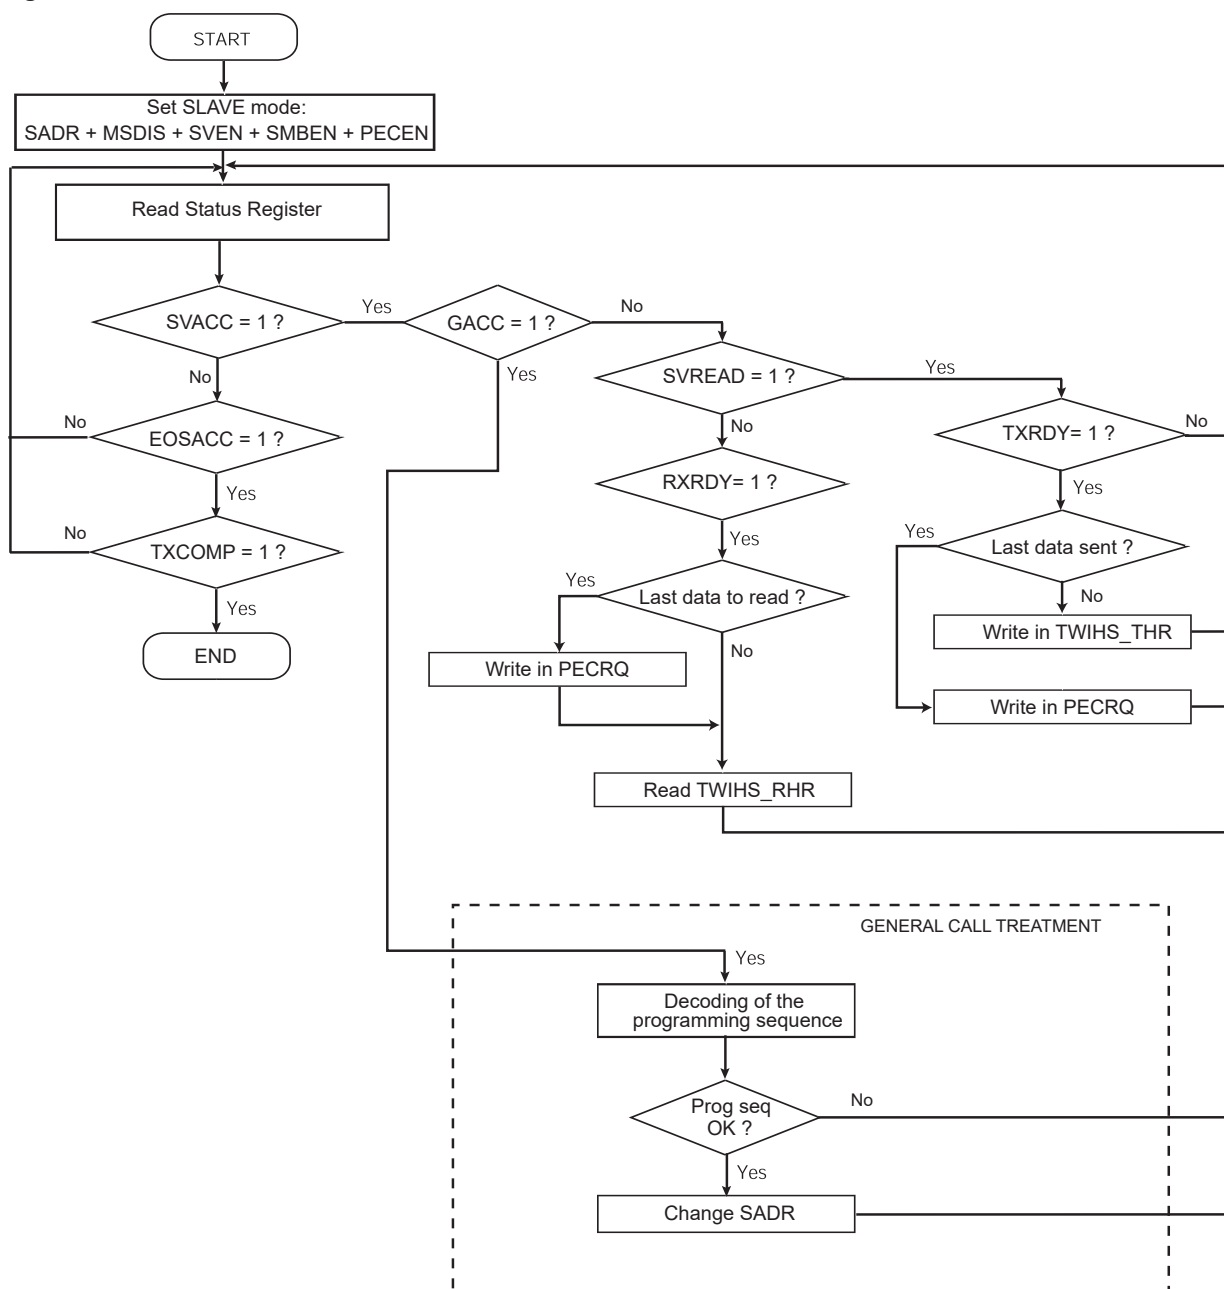 START
Set SLAVE mode:
SADR + MSDIS + SVEN + SMBEN + PECEN
Read Status Register
SVACC = 1 ?
Yes
GACC = 1 ?
No
SVREAD = 1 ?
Yes
No
Yes
No
EOSACC = 1 ?
No
TXRDY= 1 ?
No
RXRDY= 1 ?
Yes
Yes
No
TXCOMP = 1 ?
Yes
Yes
Last data sent ?
Yes
Last data to read ?
No
Yes
Write in TWIHS_THR
END
No
Write in PECRQ
Write in PECRQ
Read TWIHS_RHR
GENERAL CALL TREATMENT
Yes
Decoding of the
programming sequence
Prog seq
OK ?
No
Yes
Change SADR